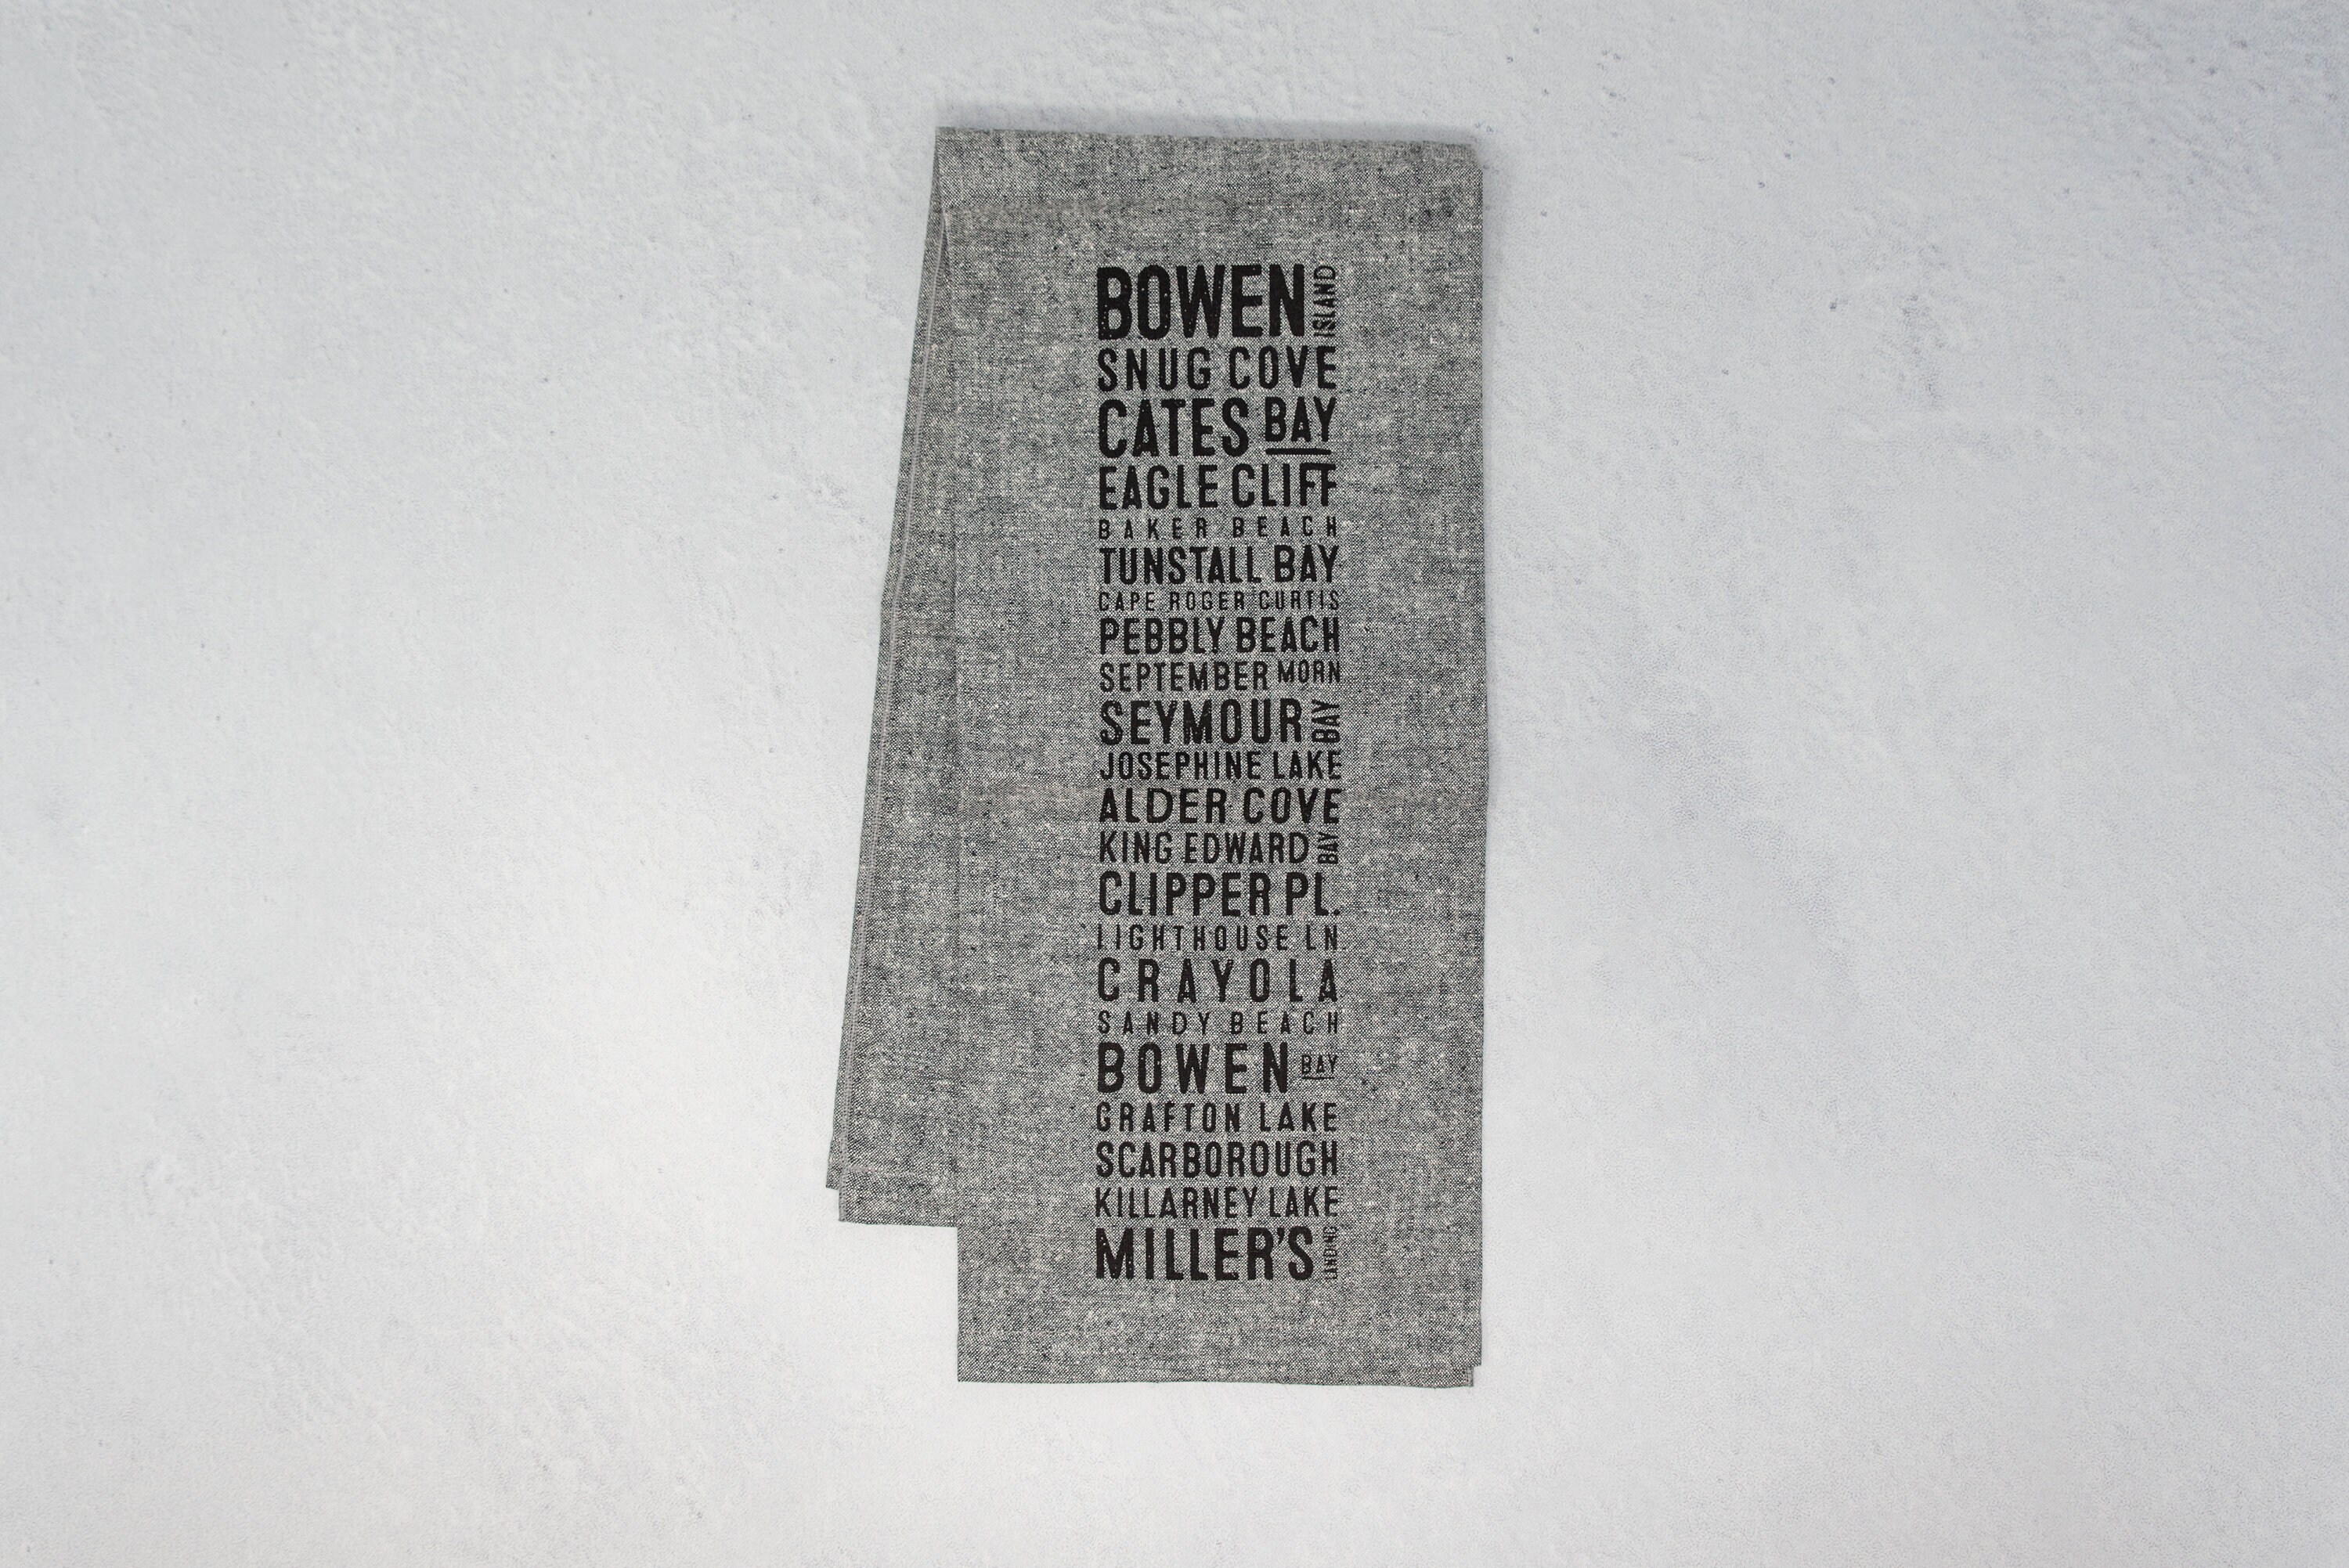 BOWEN ISLAND
SNUG COVE
CATES BAY
EAGLE CLIFF
BAKER BEACH
TUNSTALL BAY
CAPE ROGER CURTIS
PEBBLY BEACH
SEPTEMBER MORN
SEYMOUR BAY
JOSEPHINE LAKE
ALDER COVE
KING EDWARD BAY
CLIPPER PL.
LIGHTHOUSE LN.
CRAYOLA
SANDY BEACH
BOWEN BAY
GRAFTON LAKE
SCARBOROUGH
KILLARNEY LAKE
MILLER'S LANDING